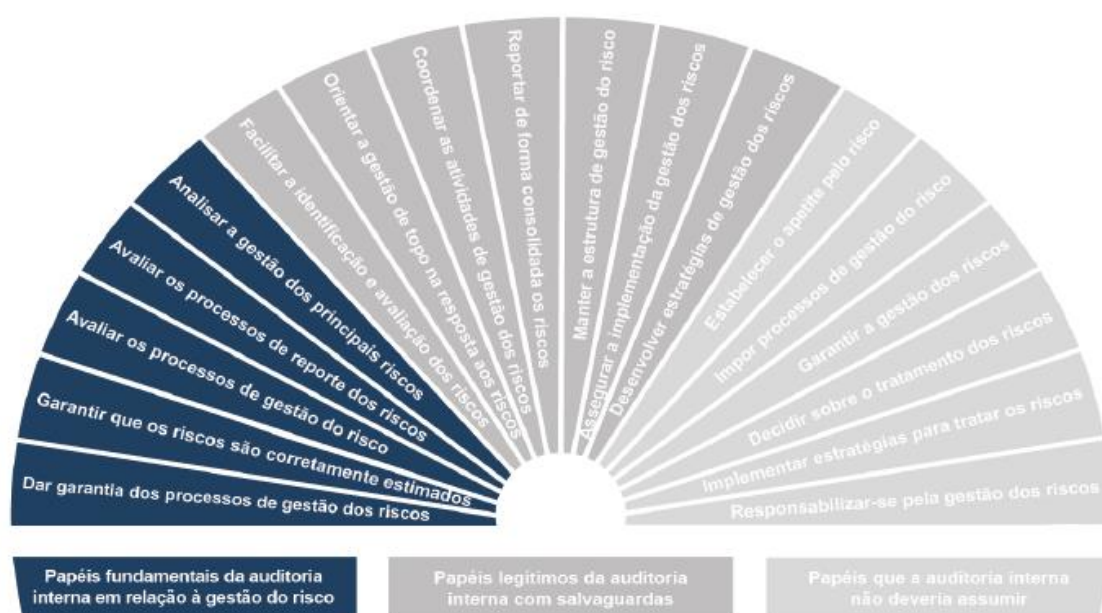 Dar garantia dos processos de gestão dos riscos
Garantir que os riscos são corretamente estimados
Avaliar os processos de gestão do risco
Avaliar os processos de reporte dos riscos
Analisar a gestão dos principais riscos
Facilitar a identificação e avaliação dos riscos
Orientar a gestão de topo na resposta aos riscos
Coordenar as atividades de gestão dos riscos
Reportar de forma consolidada os riscos
Manter a estrutura de gestão do risco
Assegurar a implementação da gestão dos riscos
Desenvolver estratégias de gestão dos riscos
Estabelecer o apetite pelo risco
Impor processos de gestão do risco
Garantir a gestão dos riscos
Decidir sobre o tratamento dos riscos
Implementar estratégias para tratar os riscos
Responsabilizar-se pela gestão dos riscos
Papéis fundamentais da auditoria
interna em relação à gestão do risco
Papéis legítimos da auditoria
interna com salvaguardas
Papéis que a auditoria interna
não deveria assumir